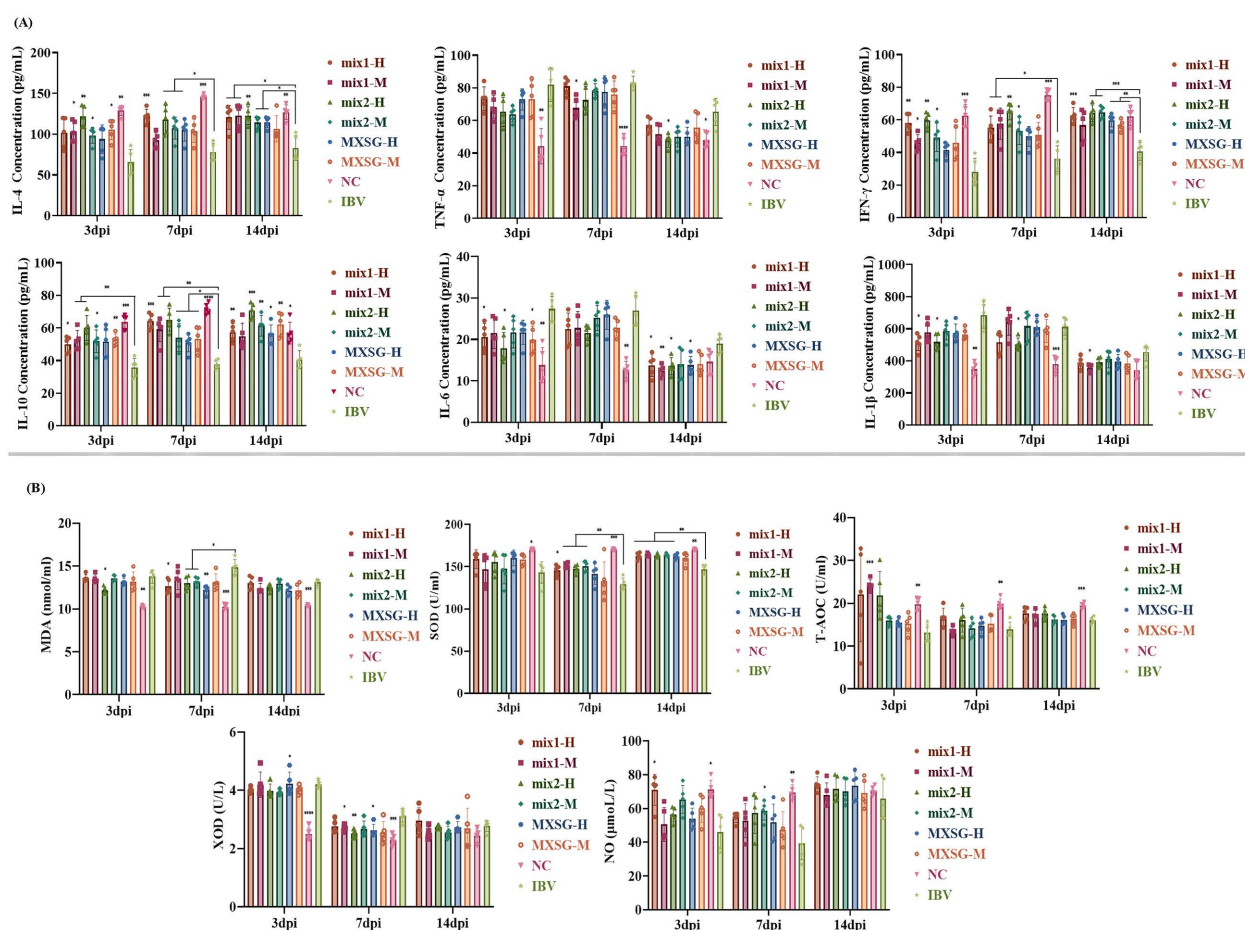 (A)
IL-4 Concentration (pg/mL)
200
150
100
50
0
3dpi 7dpi 14dpi
mix1-H
mix1-M
mix2-H
mix2-M
MXSG-H
MXSG-M
NC
IBV
TNF-α Concentration (pg/mL)
100
80
60
40
20
0
3dpi 7dpi 14dpi
mix1-H
mix1-M
mix2-H
mix2-M
MXSG-H
MXSG-M
NC
IBV
IFN-γ Concentration (pg/mL)
100
80
60
40
20
0
3dpi 7dpi 14dpi
mix1-H
mix1-M
mix2-H
mix2-M
MXSG-H
MXSG-M
NC
IBV
IL-10 Concentration (pg/mL)
100
80
60
40
20
0
3dpi 7dpi 14dpi
mix1-H
mix1-M
mix2-H
mix2-M
MXSG-H
MXSG-M
NC
IBV
IL-6 Concentration (pg/mL)
40
30
20
10
0
3dpi 7dpi 14dpi
mix1-H
mix1-M
mix2-H
mix2-M
MXSG-H
MXSG-M
NC
IBV
IL-1β Concentration (pg/mL)
1000
800
600
400
200
0
3dpi 7dpi 14dpi
mix1-H
mix1-M
mix2-H
mix2-M
MXSG-H
MXSG-M
NC
IBV
(B)
MDA (nmol/ml)
20
15
10
5
0
3dpi 7dpi 14dpi
mix1-H
mix1-M
mix2-H
mix2-M
MXSG-H
MXSG-M
NC
IBV
SOD (U/ml)
200
150
100
50
0
3dpi 7dpi 14dpi
mix1-H
mix1-M
mix2-H
mix2-M
MXSG-H
MXSG-M
NC
IBV
T-AOC (U/ml)
40
30
20
10
0
3dpi 7dpi 14dpi
mix1-H
mix1-M
mix2-H
mix2-M
MXSG-H
MXSG-M
NC
IBV
XOD (U/L)
6
4
2
0
3dpi 7dpi 14dpi
mix1-H
mix1-M
mix2-H
mix2-M
MXSG-H
MXSG-M
NC
IBV
NO (μmoL/L)
100
80
60
40
20
0
3dpi 7dpi 14dpi
mix1-H
mix1-M
mix2-H
mix2-M
MXSG-H
MXSG-M
NC
IBV